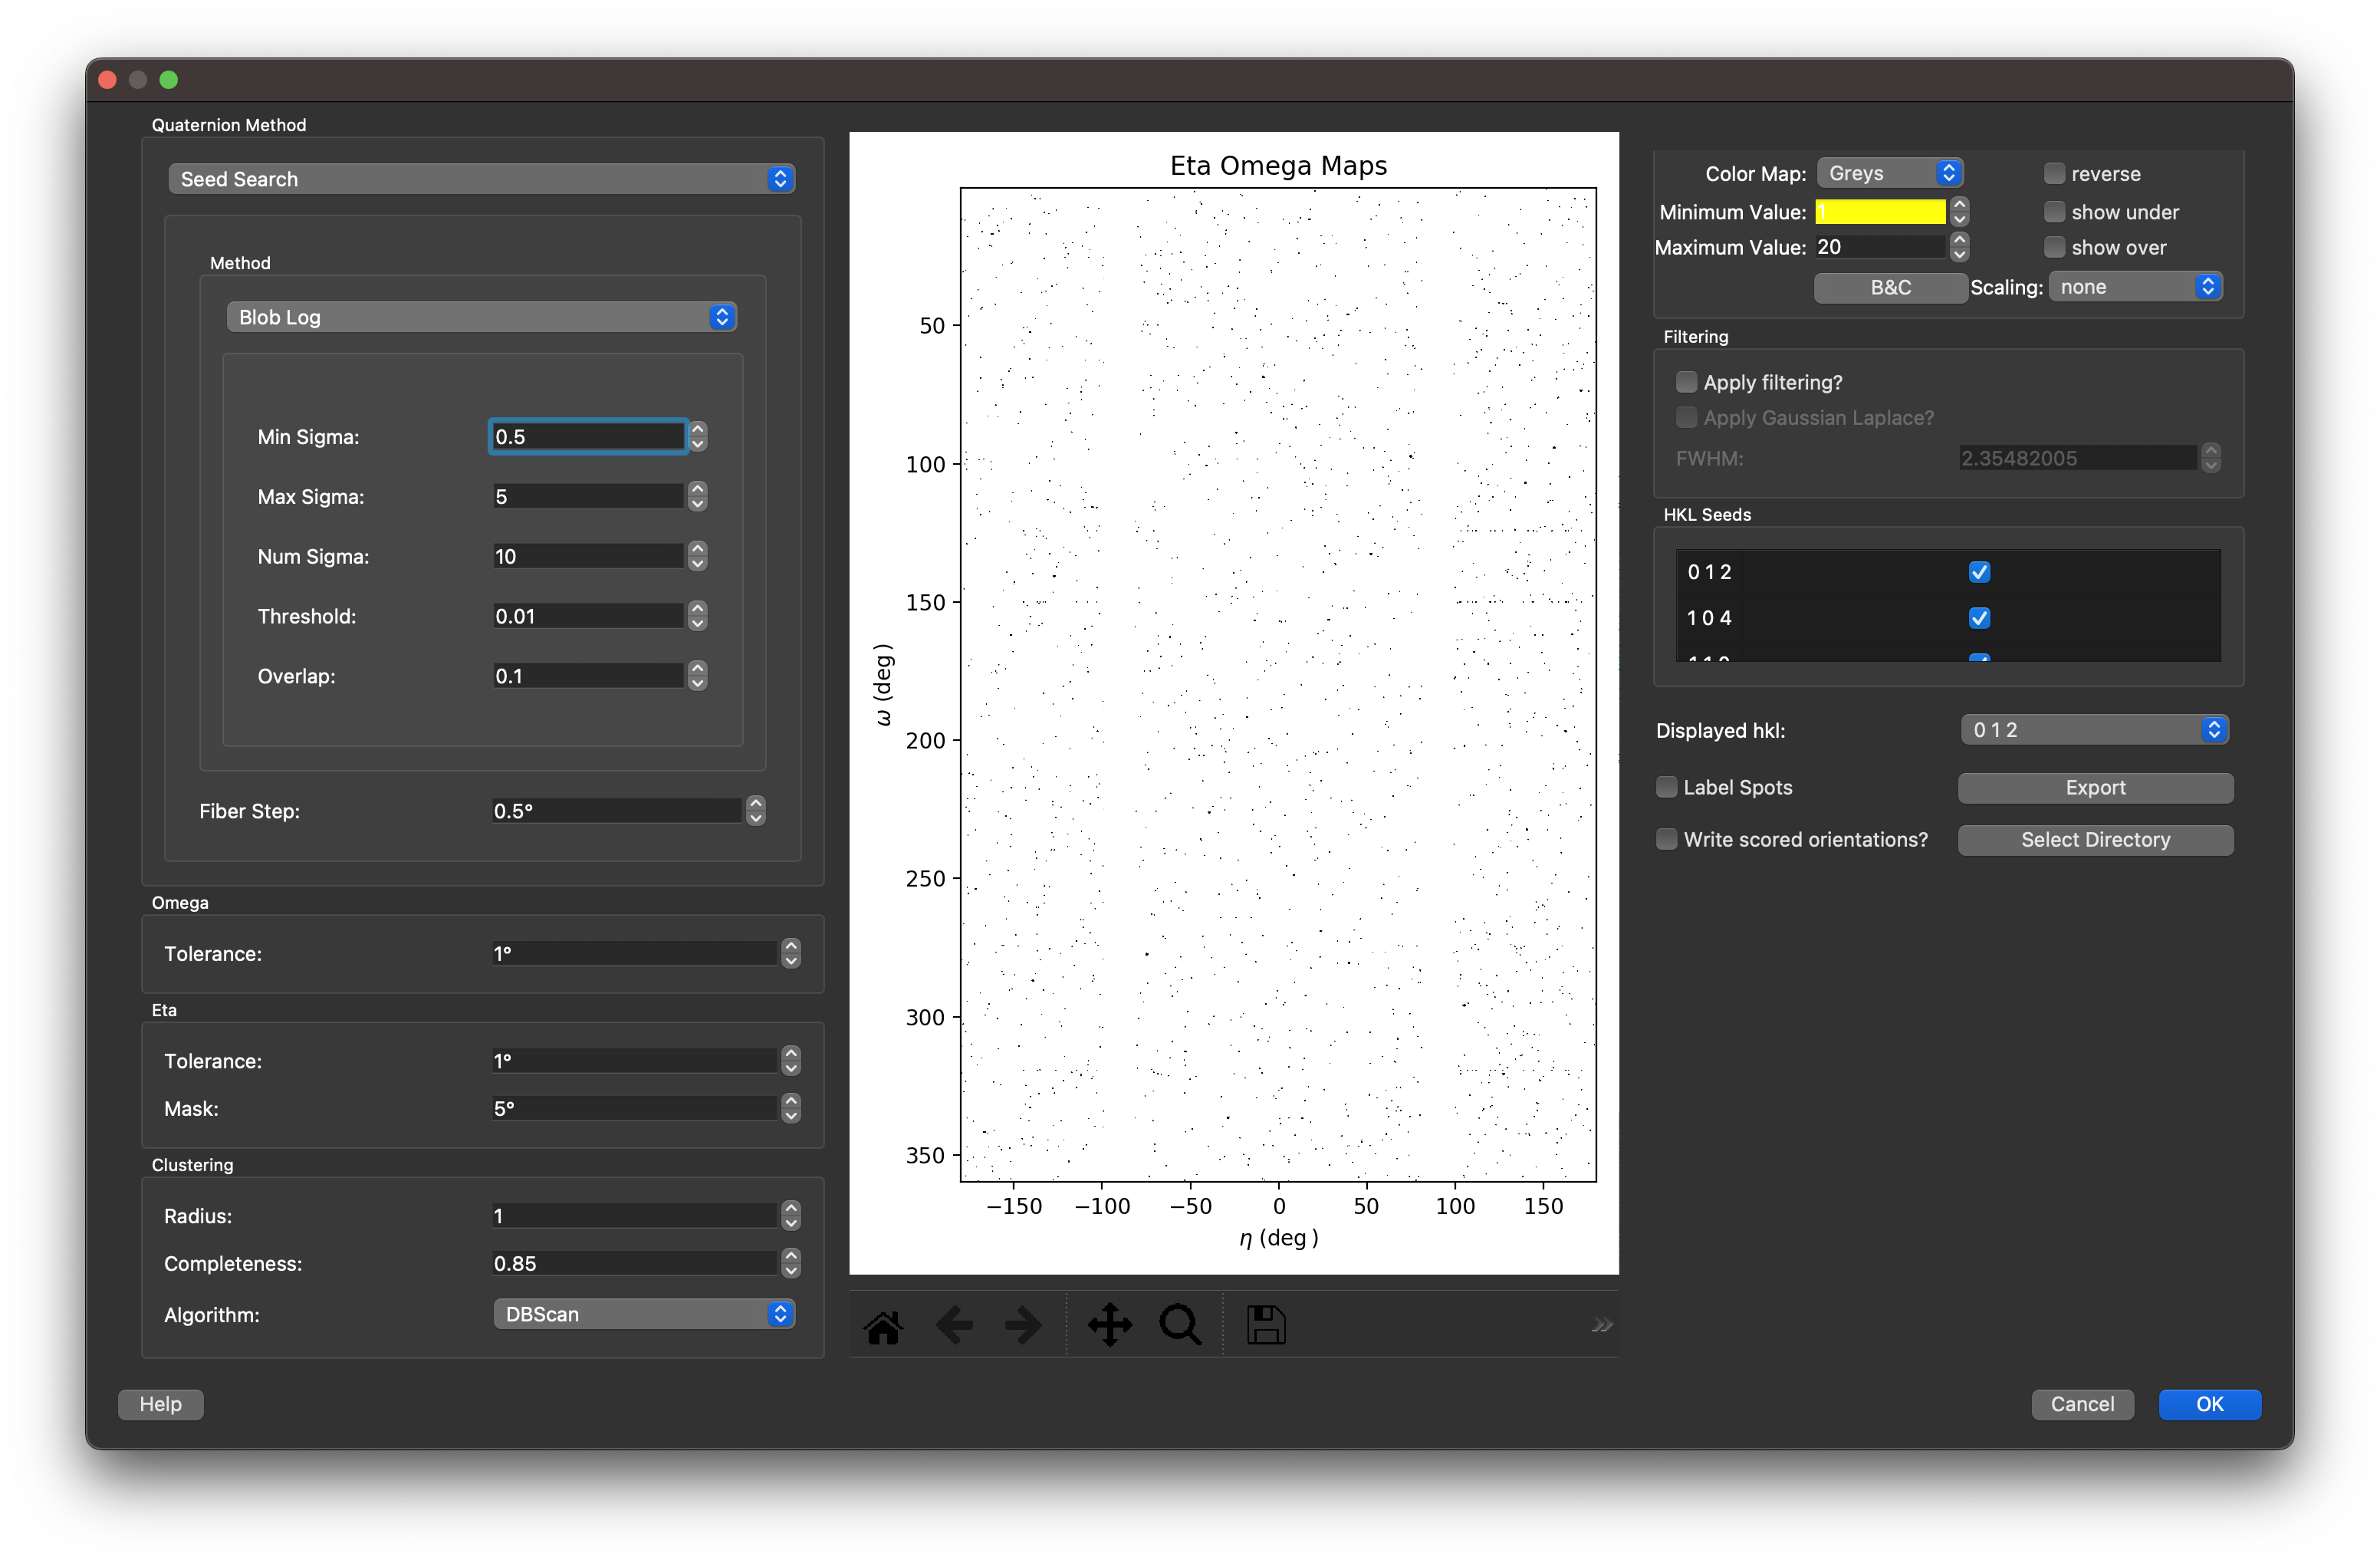 Quaternion Method
Seed Search
Method
Blob Log
Min Sigma: 0.5
Max Sigma: 5
Num Sigma: 10
Threshold: 0.01
Overlap: 0.1
Fiber Step: 0.5°
Omega
Tolerance: 1°
Eta
Tolerance: 1°
Mask: 5°
Clustering
Radius: 1
Completeness: 0.85
Algorithm: DBScan
Help
Eta Omega Maps
50
100
150
200
250
300
350
ω (deg)
−150 −100 −50 0 50 100 150
η (deg)
Color Map: Greys reverse
Minimum Value: 1 show under
Maximum Value: 20 show over
B&C Scaling: none
Filtering
Apply filtering?
Apply Gaussian Laplace?
FWHM: 2.35482005
HKL Seeds
0 1 2
1 0 4
Displayed hkl: 0 1 2
Label Spots Export
Write scored orientations? Select Directory
Cancel OK